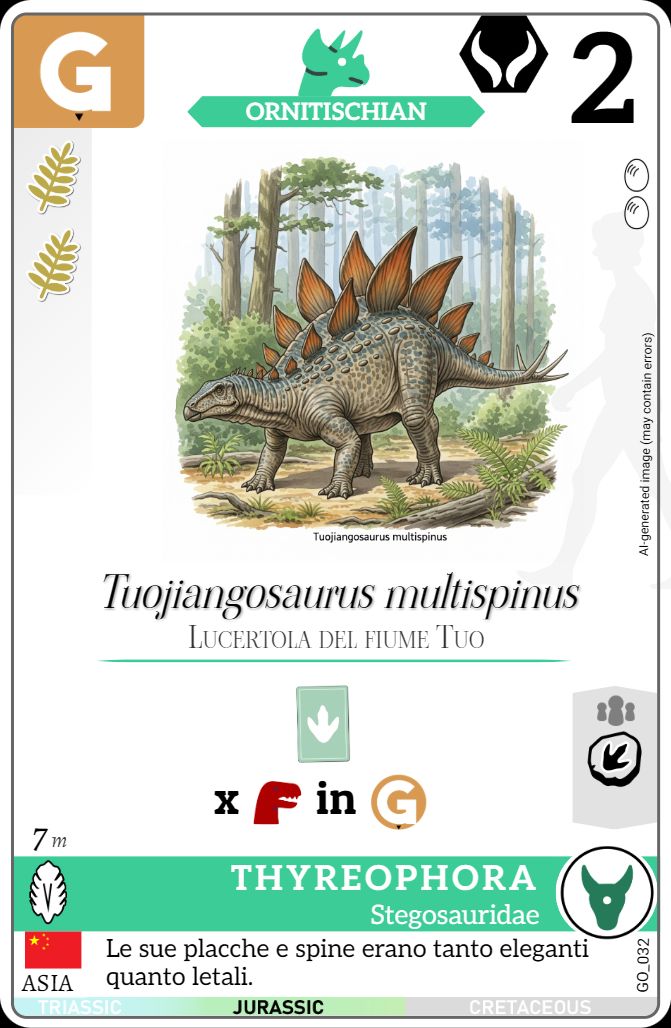 G
ORNITISCHIAN
2
AI-generated image (may contain errors)
Tuojiangosaurus multispinus
Tuojiangosaurus multispinus
Lucertola del fiume Tuo
x in G
7 m
THYREOPHORA
Stegosauridae
ASIA
Le sue placche e spine erano tanto eleganti
quanto letali.
GO_032
TRIASSIC JURASSIC CRETACEOUS